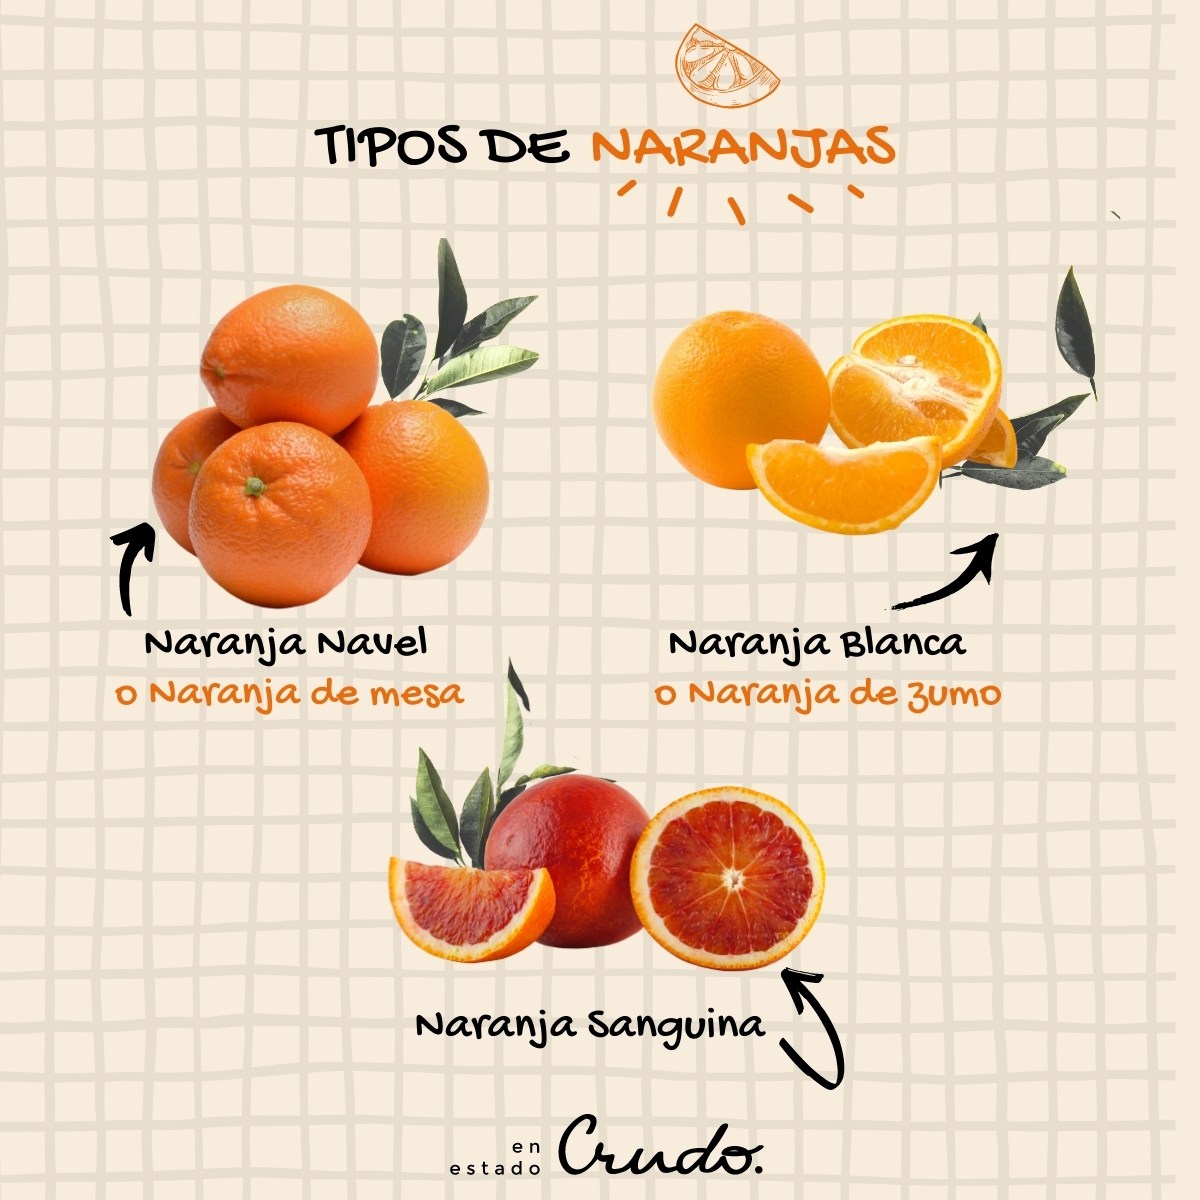 TIPOS DE NARANJAS
Naranja Navel
o Naranja de mesa
Naranja Blanca
o Naranja de zumo
Naranja Sanguina
en
estado
Crudo.